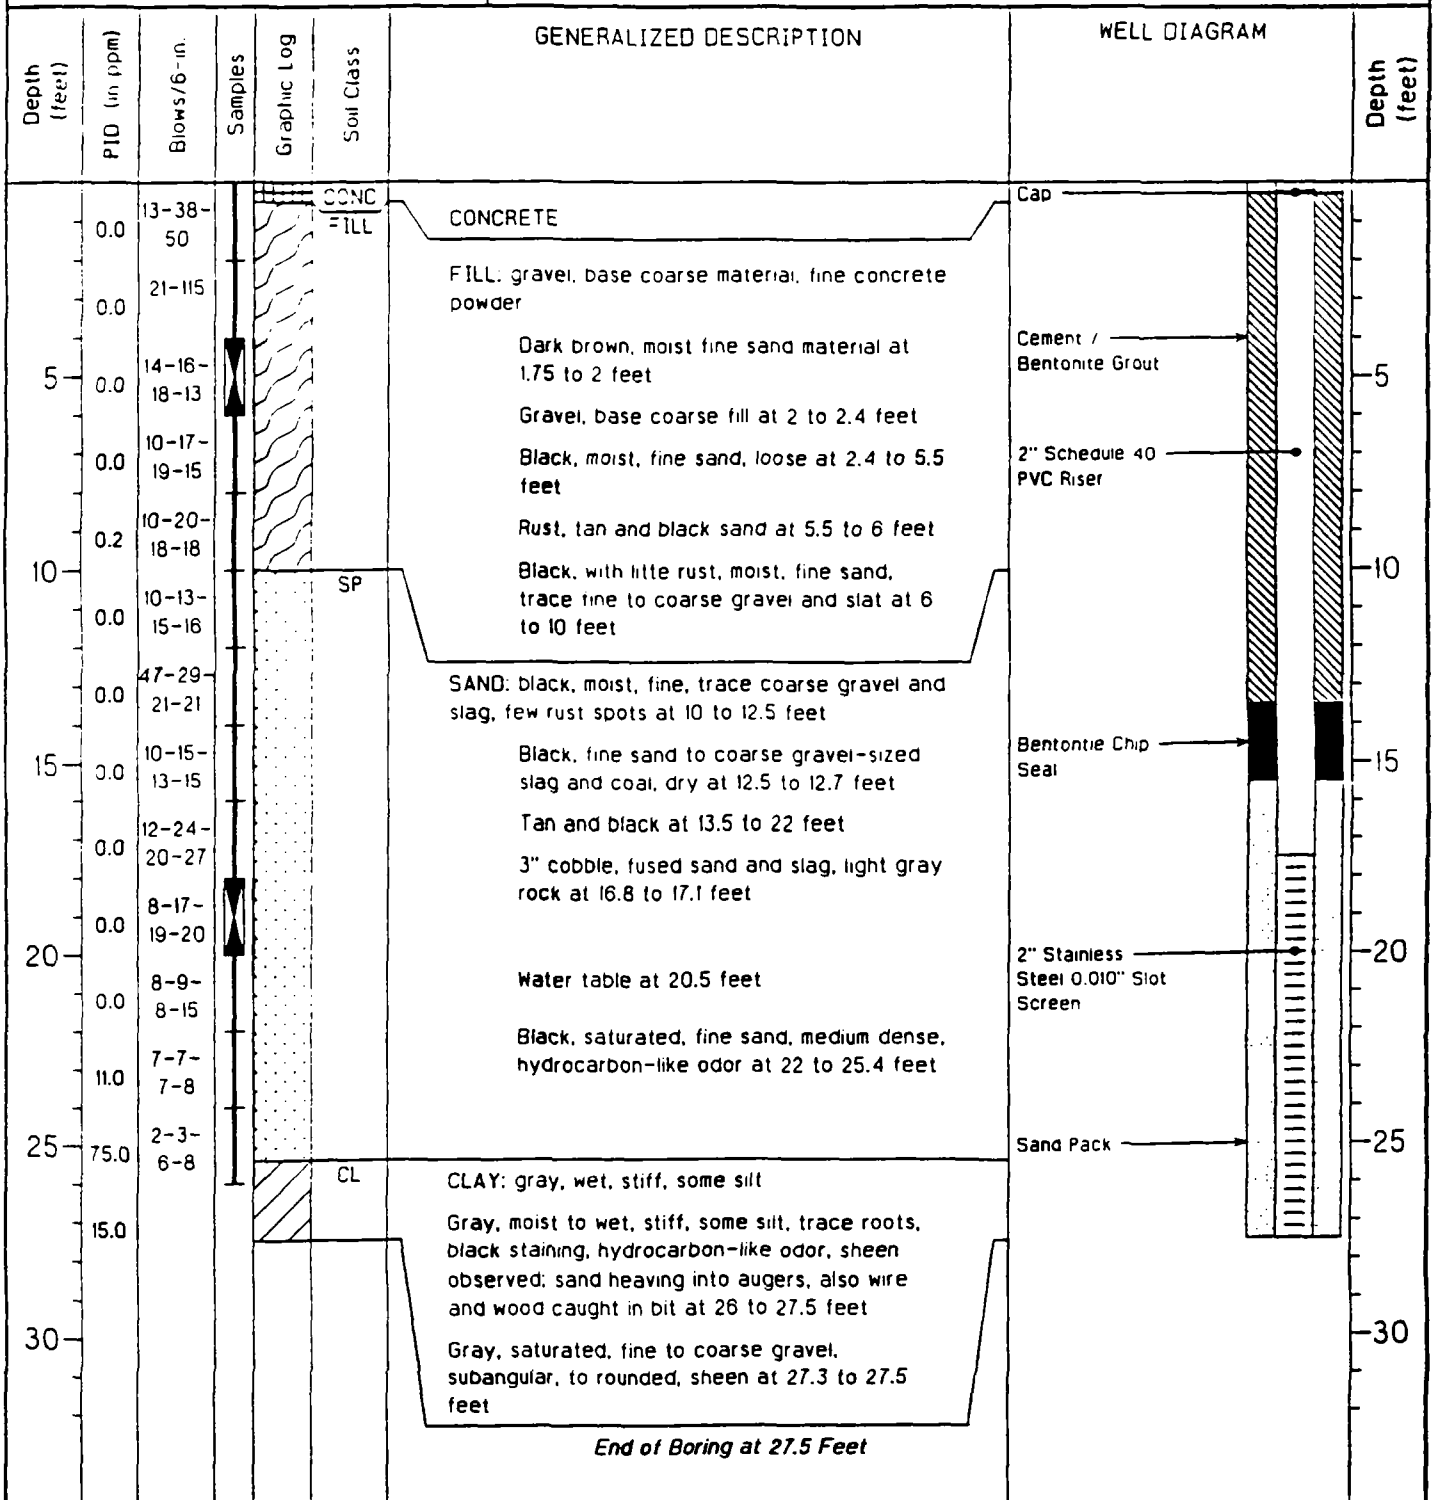 Depth (feet)
PID (in ppm)
Blows/6-in.
Samples
Graphic Log
Soil Class
GENERALIZED DESCRIPTION
WELL DIAGRAM
Depth (feet)
CONC
FILL
SP
CL
0.0
0.0
0.0
0.0
0.2
0.0
0.0
0.0
0.0
0.0
0.0
11.0
75.0
15.0
13-38-
50
21-115
14-16-
18-13
10-17-
19-15
10-20-
18-18
10-13-
15-16
47-29-
21-21
10-15-
13-15
12-24-
20-27
8-17-
19-20
8-9-
8-15
7-7-
7-8
2-3-
6-8
5
10
15
20
25
30
CONCRETE
FILL: gravel, base coarse material, fine concrete
powder
Dark brown, moist fine sand material at
1.75 to 2 feet
Gravel, base coarse fill at 2 to 2.4 feet
Black, moist, fine sand, loose at 2.4 to 5.5
feet
Rust, tan and black sand at 5.5 to 6 feet
Black, with litte rust, moist, fine sand,
trace fine to coarse gravel and slat at 6
to 10 feet
SAND: black, moist, fine, trace coarse gravel and
slag, few rust spots at 10 to 12.5 feet
Black, fine sand to coarse gravel-sized
slag and coal, dry at 12.5 to 12.7 feet
Tan and black at 13.5 to 22 feet
3" cobble, fused sand and slag, light gray
rock at 16.8 to 17.1 feet
Water table at 20.5 feet
Black, saturated, fine sand, medium dense,
hydrocarbon-like odor at 22 to 25.4 feet
CLAY: gray, wet, stiff, some silt
Gray, moist to wet, stiff, some silt, trace roots,
black staining, hydrocarbon-like odor, sheen
observed; sand heaving into augers, also wire
and wood caught in bit at 26 to 27.5 feet
Gray, saturated, fine to coarse gravel,
subangular, to rounded, sheen at 27.3 to 27.5
feet
End of Boring at 27.5 Feet
Cap
Cement /
Bentonite Grout
2" Schedule 40
PVC Riser
Bentontie Chip
Seal
2" Stainless
Steel 0.010" Slot
Screen
Sand Pack
5
10
15
20
25
30